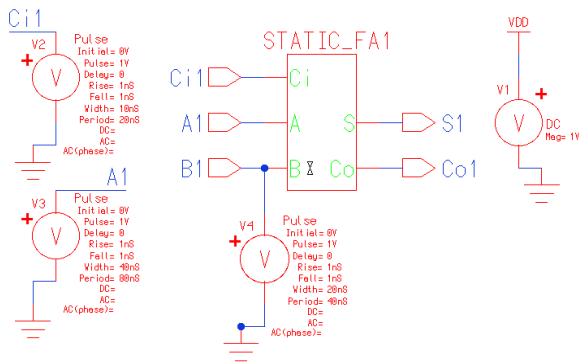 Ci1
V2
Pulse
Initial= 0V
Pulse= 1V
Delay= 0
Rise= 1nS
Fall= 1nS
Width= 10nS
Period= 20nS
DC=
AC=
AC(phase)=
V
A1
V3
Pulse
Initial= 0V
Pulse= 1V
Delay= 0
Rise= 1nS
Fall= 1nS
Width= 40nS
Period= 80nS
DC=
AC=
AC(phase)=
V
STATIC_FA1
Ci1
Ci
A1
A
S
S1
B1
B
Co
Co1
V4
Pulse
Initial= 0V
Pulse= 1V
Delay= 0
Rise= 1nS
Fall= 1nS
Width= 20nS
Period= 40nS
DC=
AC=
AC(phase)=
V
VDD
V1
V
DC
Mag= 1V